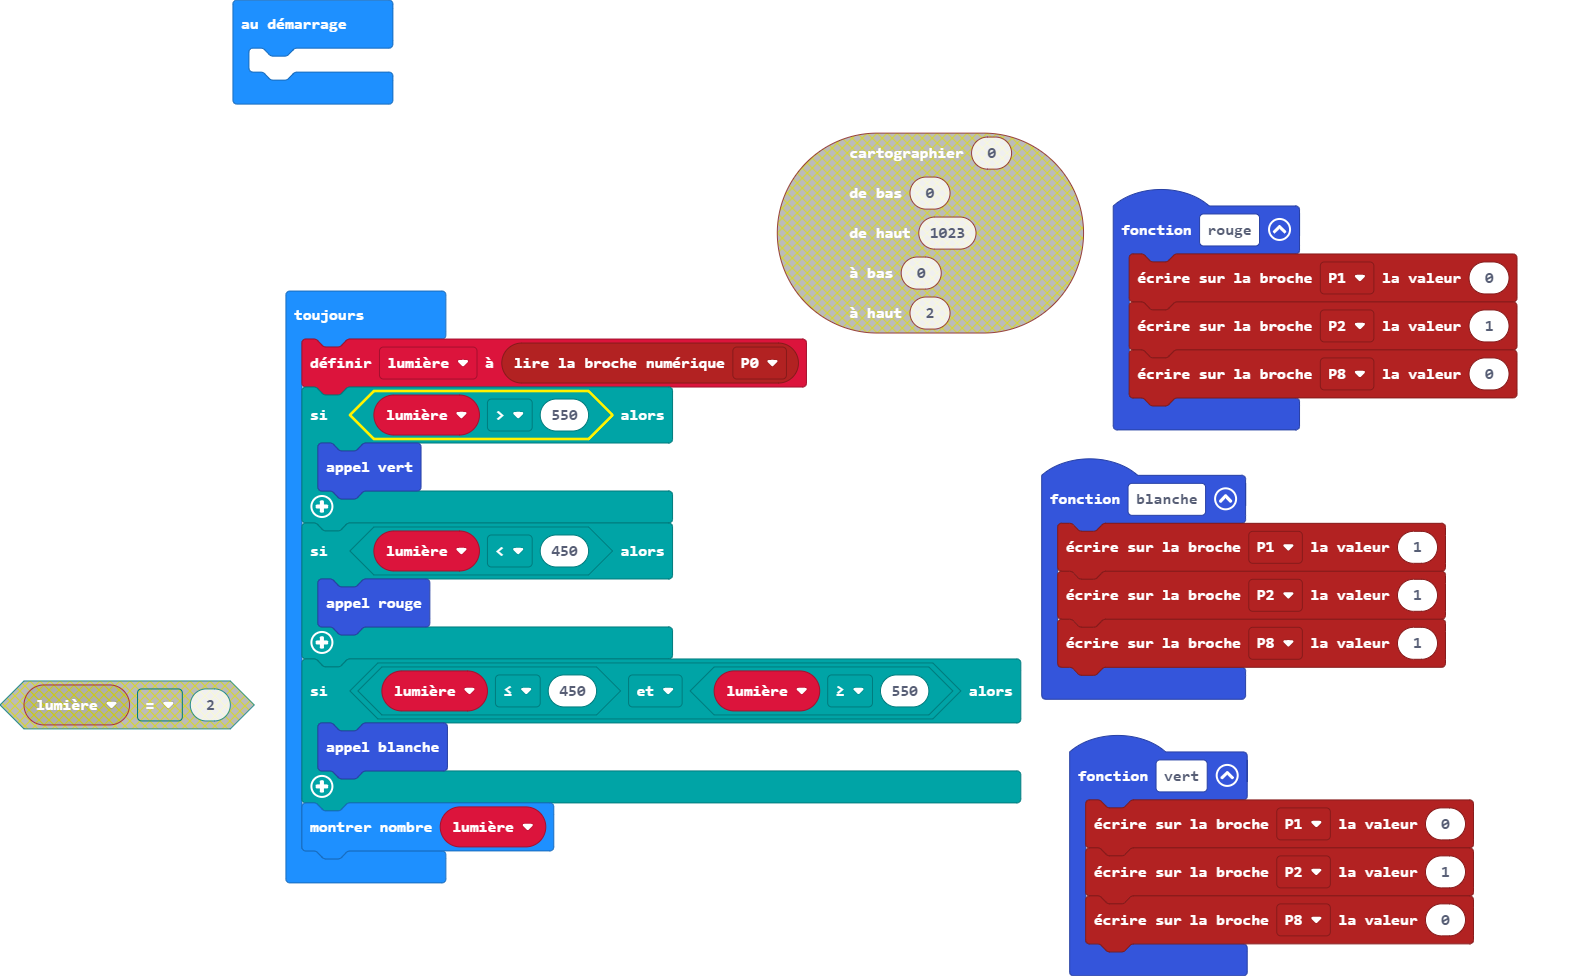 au démarrage
cartographier 0
de bas 0
de haut 1023
à bas 0
à haut 2
fonction rouge
écrire sur la broche P1 la valeur 0
écrire sur la broche P2 la valeur 1
écrire sur la broche P8 la valeur 0
toujours
définir lumière à lire la broche numérique P0
si lumière > 550 alors
appel vert
si lumière < 450 alors
appel rouge
si lumière ≤ 450 et lumière ≥ 550 alors
appel blanche
montrer nombre lumière
lumière = 2
fonction blanche
écrire sur la broche P1 la valeur 1
écrire sur la broche P2 la valeur 1
écrire sur la broche P8 la valeur 1
fonction vert
écrire sur la broche P1 la valeur 0
écrire sur la broche P2 la valeur 1
écrire sur la broche P8 la valeur 0